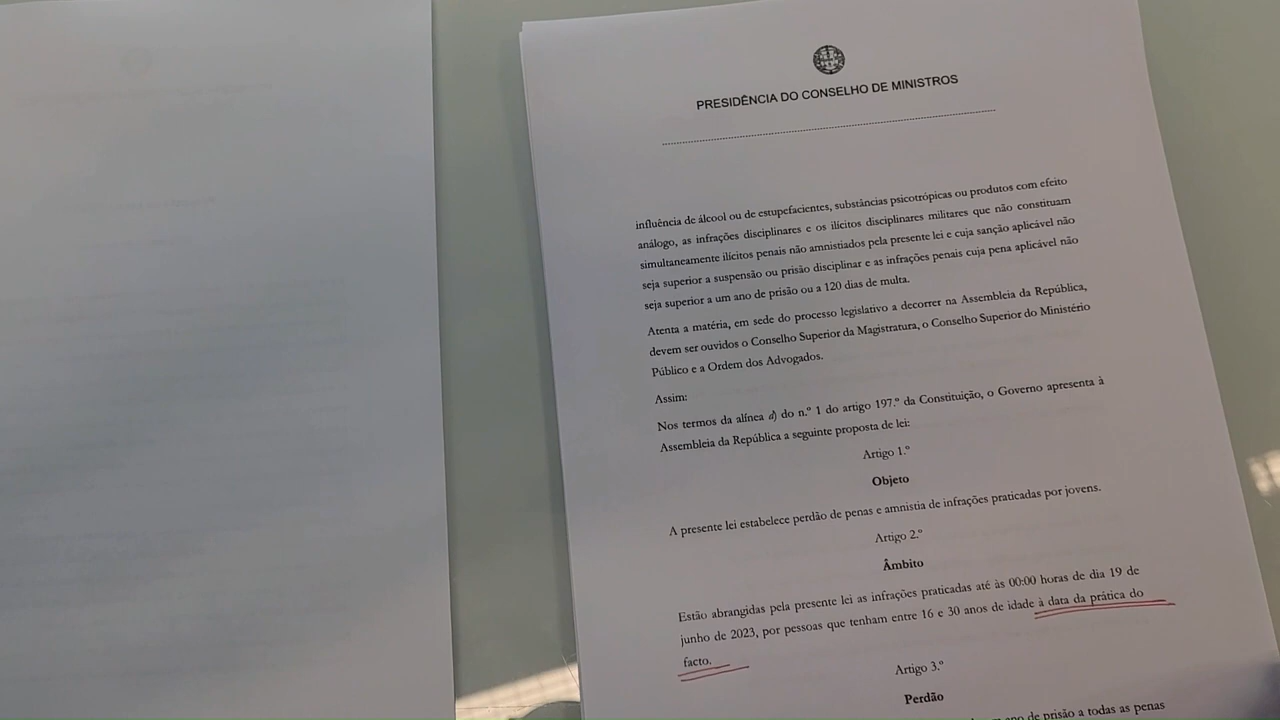 PRESIDÊNCIA DO CONSELHO DE MINISTROS
influência de álcool ou de estupefacientes, substâncias psicotrópicas ou produtos com efeito
análogo, as infrações disciplinares e os ilícitos disciplinares militares que não constituam
simultaneamente ilícitos penais não amnistiados pela presente lei e cuja sanção aplicável não
seja superior a suspensão ou prisão disciplinar e as infrações penais cuja pena aplicável não
seja superior a um ano de prisão ou a 120 dias de multa.
Atenta a matéria, em sede do processo legislativo a decorrer na Assembleia da República,
devem ser ouvidos o Conselho Superior da Magistratura, o Conselho Superior do Ministério
Público e a Ordem dos Advogados.
Assim:
Nos termos da alínea d) do n.º 1 do artigo 197.º da Constituição, o Governo apresenta à
Assembleia da República a seguinte proposta de lei:
Artigo 1.º
Objeto
A presente lei estabelece perdão de penas e amnistia de infrações praticadas por jovens.
Artigo 2.º
Âmbito
Estão abrangidas pela presente lei as infrações praticadas até às 00:00 horas de dia 19 de
junho de 2023, por pessoas que tenham entre 16 e 30 anos de idade à data da prática do
facto.
Artigo 3.º
Perdão
ano de prisão a todas as penas